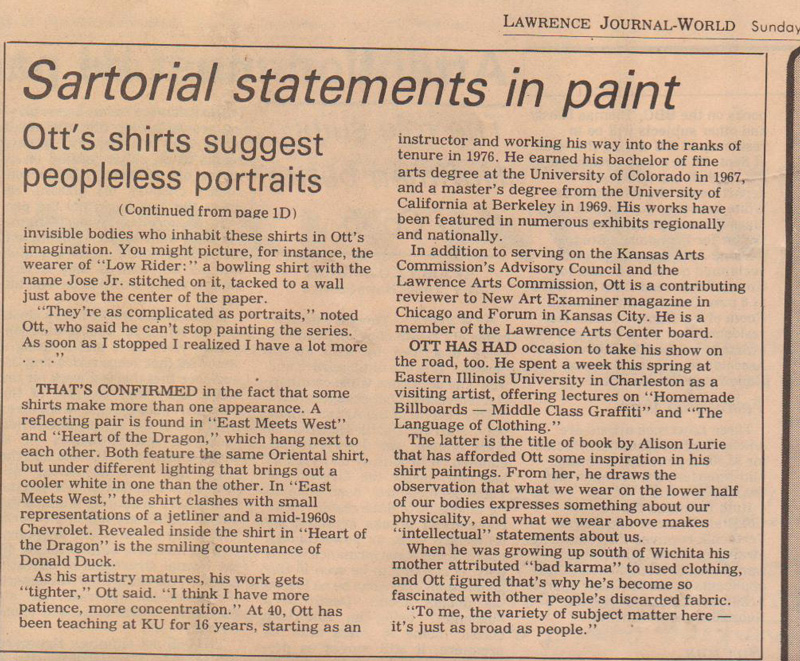 LAWRENCE JOURNAL-WORLD Sunday
Sartorial statements in paint
Ott's shirts suggest
peopleless portraits
(Continued from page 1D)
invisible bodies who inhabit these shirts in Ott's
imagination. You might picture, for instance, the
wearer of "Low Rider:" a bowling shirt with the
name Jose Jr. stitched on it, tacked to a wall
just above the center of the paper.
"They're as complicated as portraits," noted
Ott, who said he can't stop painting the series.
As soon as I stopped I realized I have a lot more
. . . ."
THAT'S CONFIRMED in the fact that some
shirts make more than one appearance. A
reflecting pair is found in "East Meets West"
and "Heart of the Dragon," which hang next to
each other. Both feature the same Oriental shirt,
but under different lighting that brings out a
cooler white in one than the other. In "East
Meets West," the shirt clashes with small
representations of a jetliner and a mid-1960s
Chevrolet. Revealed inside the shirt in "Heart of
the Dragon" is the smiling countenance of
Donald Duck.
As his artistry matures, his work gets
"tighter," Ott said. "I think I have more
patience, more concentration." At 40, Ott has
been teaching at KU for 16 years, starting as an
instructor and working his way into the ranks of
tenure in 1976. He earned his bachelor of fine
arts degree at the University of Colorado in 1967,
and a master's degree from the University of
California at Berkeley in 1969. His works have
been featured in numerous exhibits regionally
and nationally.
In addition to serving on the Kansas Arts
Commission's Advisory Council and the
Lawrence Arts Commission, Ott is a contributing
reviewer to New Art Examiner magazine in
Chicago and Forum in Kansas City. He is a
member of the Lawrence Arts Center board.
OTT HAS HAD occasion to take his show on
the road, too. He spent a week this spring at
Eastern Illinois University in Charleston as a
visiting artist, offering lectures on "Homemade
Billboards — Middle Class Graffiti" and "The
Language of Clothing."
The latter is the title of book by Alison Lurie
that has afforded Ott some inspiration in his
shirt paintings. From her, he draws the
observation that what we wear on the lower half
of our bodies expresses something about our
physicality, and what we wear above makes
"intellectual" statements about us.
When he was growing up south of Wichita his
mother attributed "bad karma" to used clothing,
and Ott figured that's why he's become so
fascinated with other people's discarded fabric.
"To me, the variety of subject matter here —
it's just as broad as people."